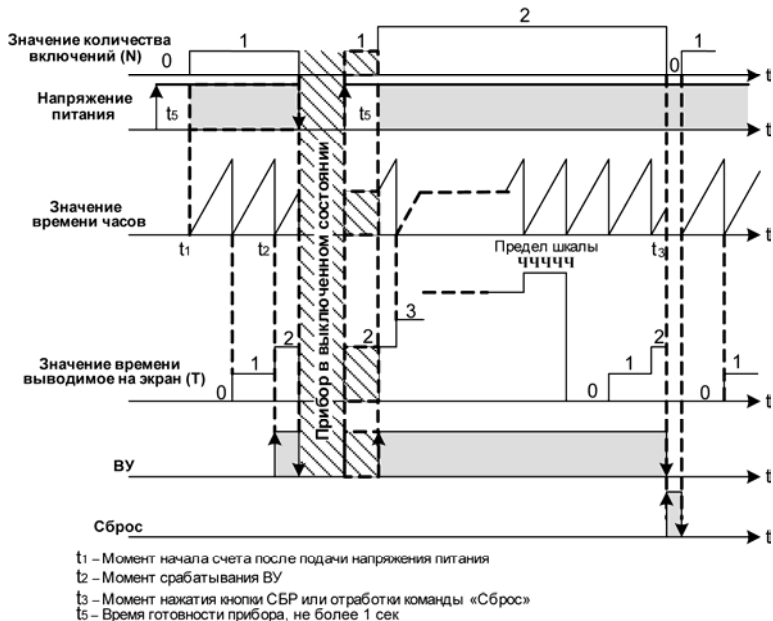 Значение количества
включений (N)
0
1
1
2
0
1
t
Напряжение
питания
t5
t5
t
Значение
времени часов
t1
t2
t3
t
Прибор в выключенном состоянии
Предел шкалы
ЧЧЧЧЧ
Значение времени
выводимое на экран (Т)
0
1
2
2
3
0
1
2
0
1
t
ВУ
t
Сброс
t
t1 – Момент начала счета после подачи напряжения питания
t2 – Момент срабатывания ВУ
t3 – Момент нажатия кнопки СБР или отработки команды «Сброс»
t5 – Время готовности прибора, не более 1 сек